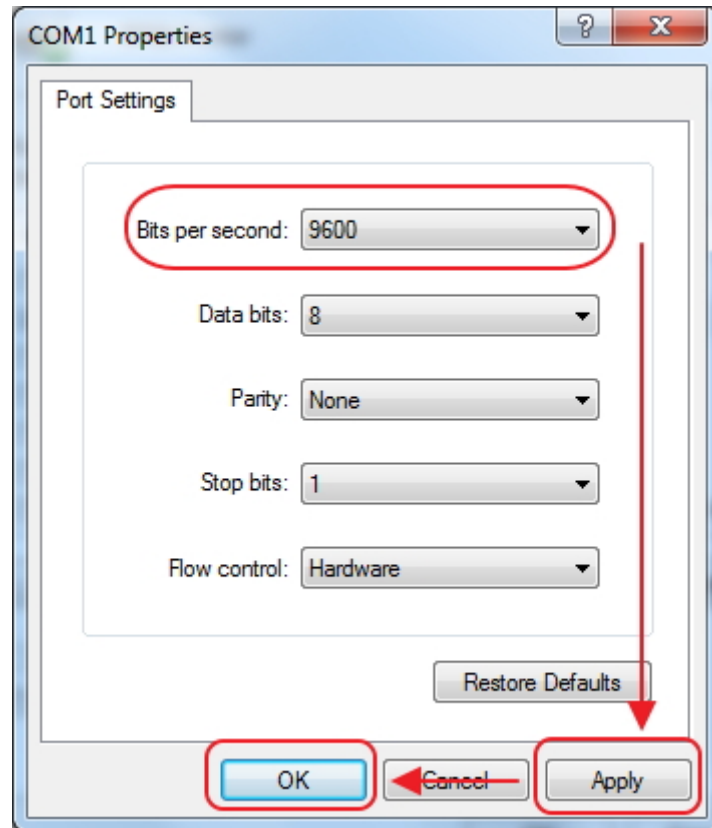 COM1 Properties
Port Settings
Bits per second: 9600
Data bits: 8
Parity: None
Stop bits: 1
Flow control: Hardware
Restore Defaults
OK Cancel Apply